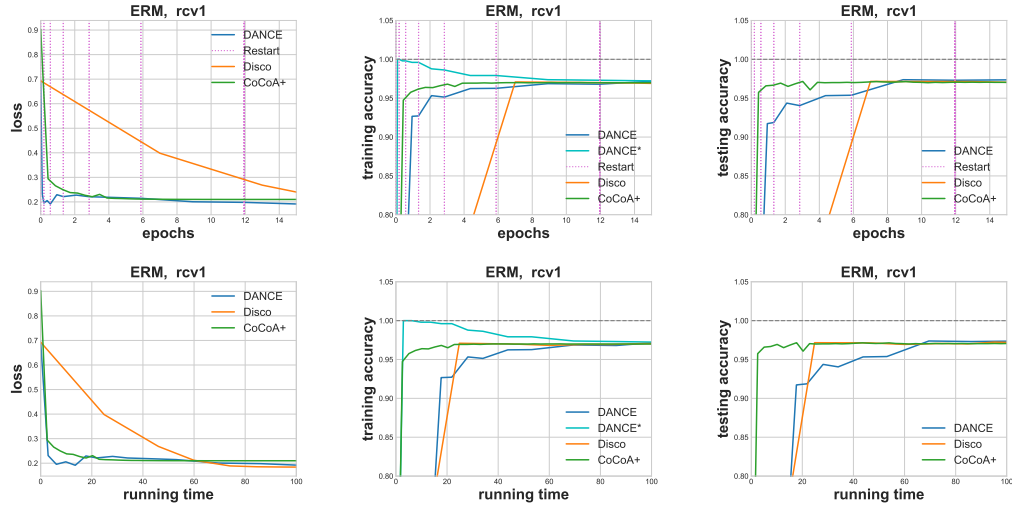 ERM, rcv1
0.9
0.7
0.5
0.4
0.3
0.2
loss
DANCE
Restart
Disco
CoCoA+
0 2 4 6 8 10 12 14
epochs
ERM, rcv1
1.05
1.00
0.95
0.90
0.85
0.80
training accuracy
DANCE
DANCE*
Restart
Disco
CoCoA+
0 2 4 6 8 10 12 14
epochs
ERM, rcv1
1.05
1.00
0.95
0.90
0.85
0.80
testing accuracy
DANCE
Restart
Disco
CoCoA+
0 2 4 6 8 10 12 14
epochs
ERM, rcv1
0.9
0.7
0.5
0.4
0.3
0.2
loss
DANCE
Disco
CoCoA+
0 20 40 60 80 100
running time
ERM, rcv1
1.05
1.00
0.95
0.90
0.85
0.80
training accuracy
DANCE
DANCE*
Disco
CoCoA+
0 20 40 60 80 100
running time
ERM, rcv1
1.05
1.00
0.95
0.90
0.85
0.80
testing accuracy
DANCE
Disco
CoCoA+
0 20 40 60 80 100
running time